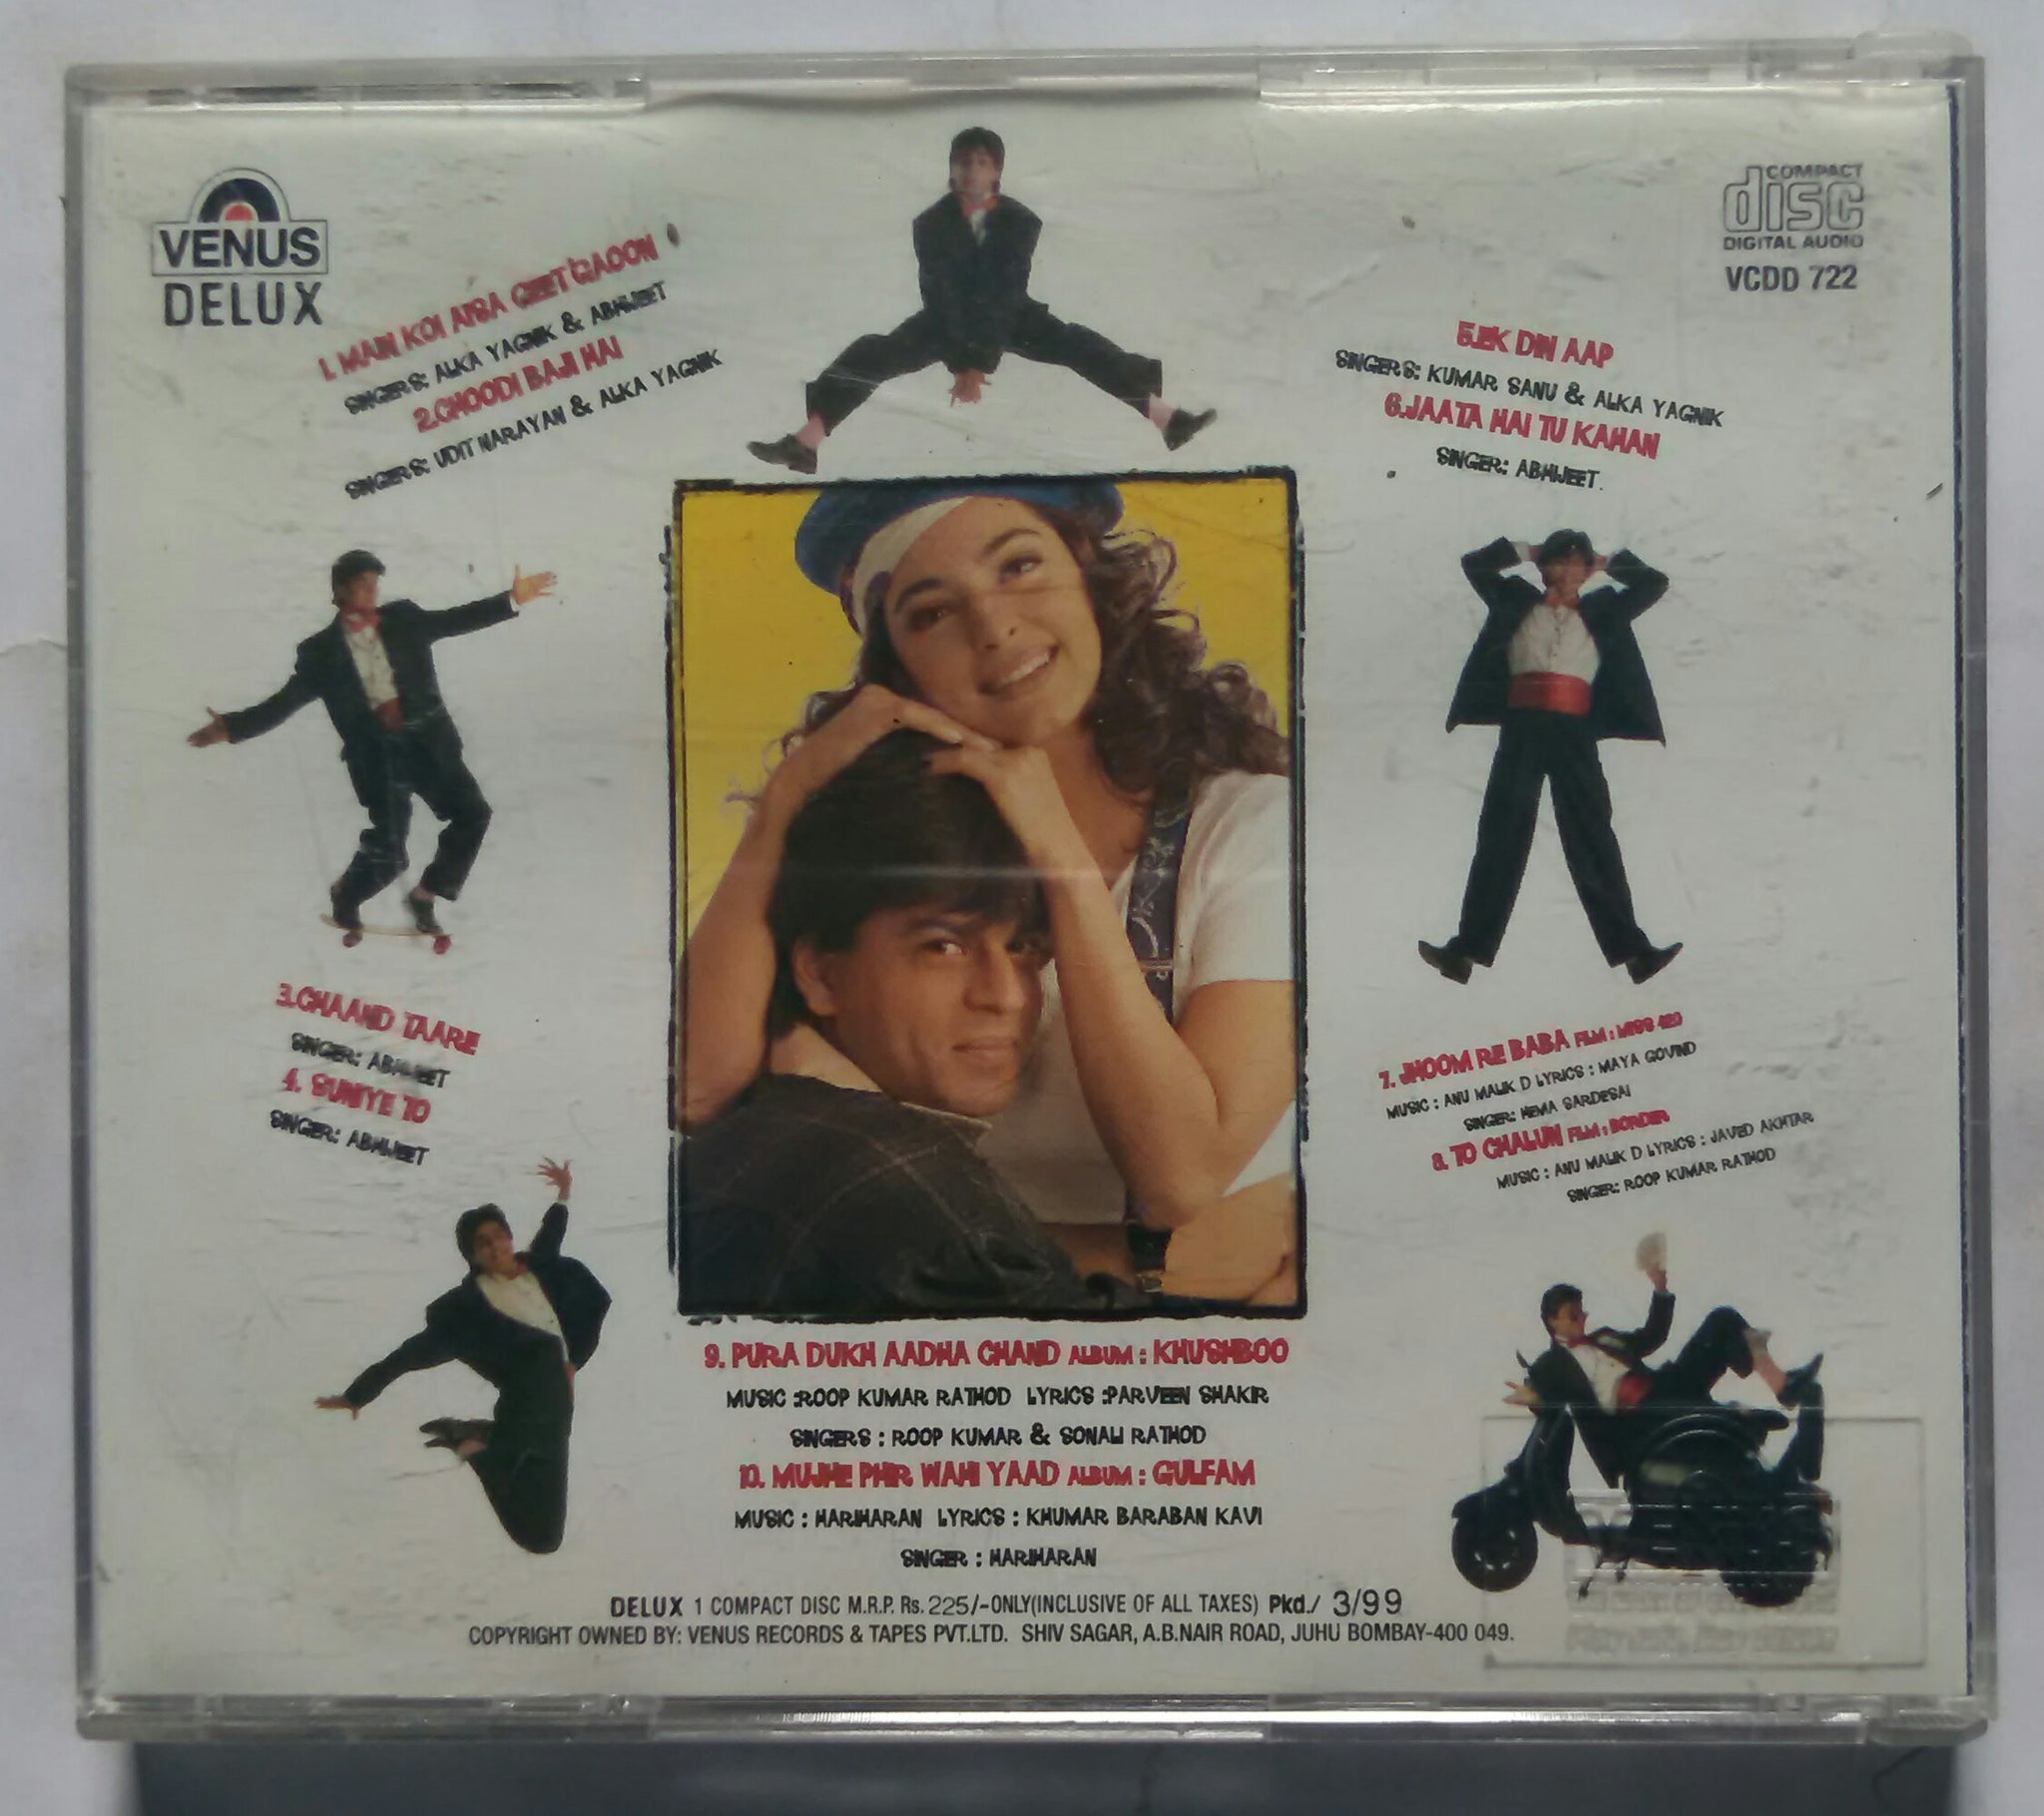 VENUS
DELUX
1. MAIN KOI AISA GEET GAOON
SINGERS: ALKA YAGNIK & ABHIJEET
2.CHOODI BAJI HAI
SINGERS: UDIT NARAYAN & ALKA YAGNIK
COMPACT
disc
DIGITAL AUDIO
VCDD 722
5.EK DIN AAP
SINGERS: KUMAR SANU & ALKA YAGNIK
6.JAATA HAI TU KAHAN
SINGER: ABHIJEET.
3.CHAAND TAARE
SINGER: ABHIJEET
4. SUNIYE TO
SINGER: ABHIJEET
7. JHOOM RE BABA FILM : MISS 420
MUSIC : ANU MALIK D LYRICS : MAYA GOVIND
SINGER: HEMA SARDESAI
8. TO CHALUN FILM : BORDER
MUSIC : ANU MALIK D LYRICS : JAVED AKHTAR
SINGER: ROOP KUMAR RATHOD
9. PURA DUKH AADHA CHAND ALBUM : KHUSHBOO
MUSIC :ROOP KUMAR RATHOD LYRICS :PARVEEN SHAKIR
SINGERS : ROOP KUMAR & SONALI RATHOD
10. MUJHE PHIR WAHI YAAD ALBUM : GULFAM
MUSIC : HARIHARAN LYRICS : KHUMAR BARABAN KAVI
SINGER : HARIHARAN
DELUX 1 COMPACT DISC M.R.P. Rs. 225/-ONLY(INCLUSIVE OF ALL TAXES) Pkd./ 3/99
COPYRIGHT OWNED BY: VENUS RECORDS & TAPES PVT.LTD. SHIV SAGAR, A.B.NAIR ROAD, JUHU BOMBAY-400 049.